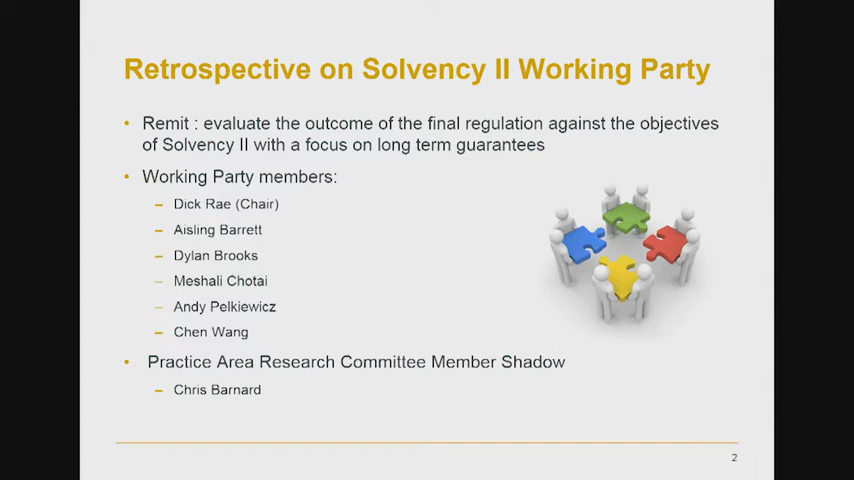 Retrospective on Solvency II Working Party
• Remit : evaluate the outcome of the final regulation against the objectives
of Solvency II with a focus on long term guarantees
• Working Party members:
– Dick Rae (Chair)
– Aisling Barrett
– Dylan Brooks
– Meshali Chotai
– Andy Pelkiewicz
– Chen Wang
• Practice Area Research Committee Member Shadow
– Chris Barnard
2